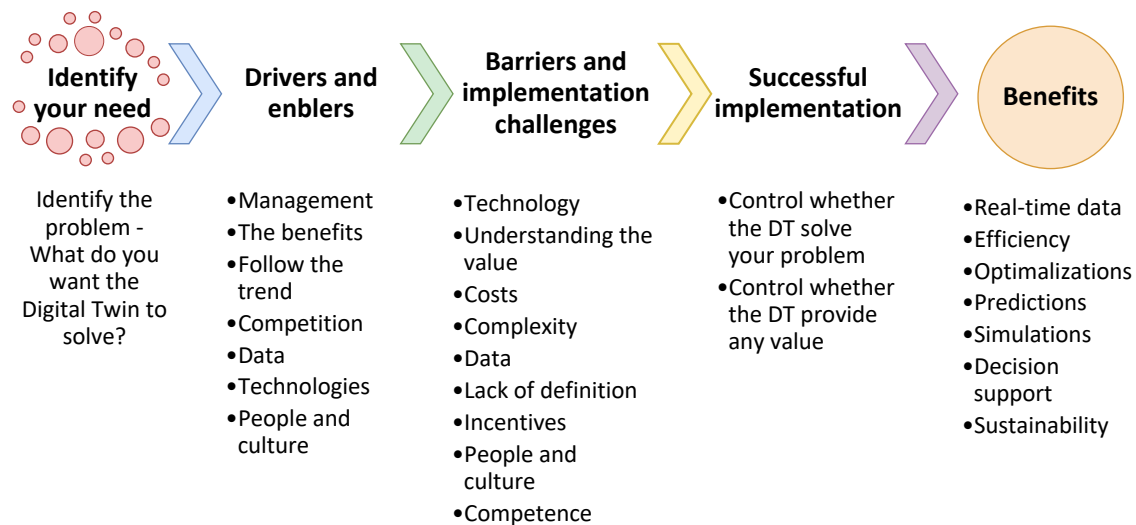 Identify
your need
Drivers and
enblers
Barriers and
implementation
challenges
Successful
implementation
Benefits
Identify the
problem -
What do you
want the
Digital Twin to
solve?
•Management
•The benefits
•Follow the
trend
•Competition
•Data
•Technologies
•People and
culture
•Technology
•Understanding the
value
•Costs
•Complexity
•Data
•Lack of definition
•Incentives
•People and
culture
•Competence
•Control whether
the DT solve
your problem
•Control whether
the DT provide
any value
•Real-time data
•Efficiency
•Optimalizations
•Predictions
•Simulations
•Decision
support
•Sustainability